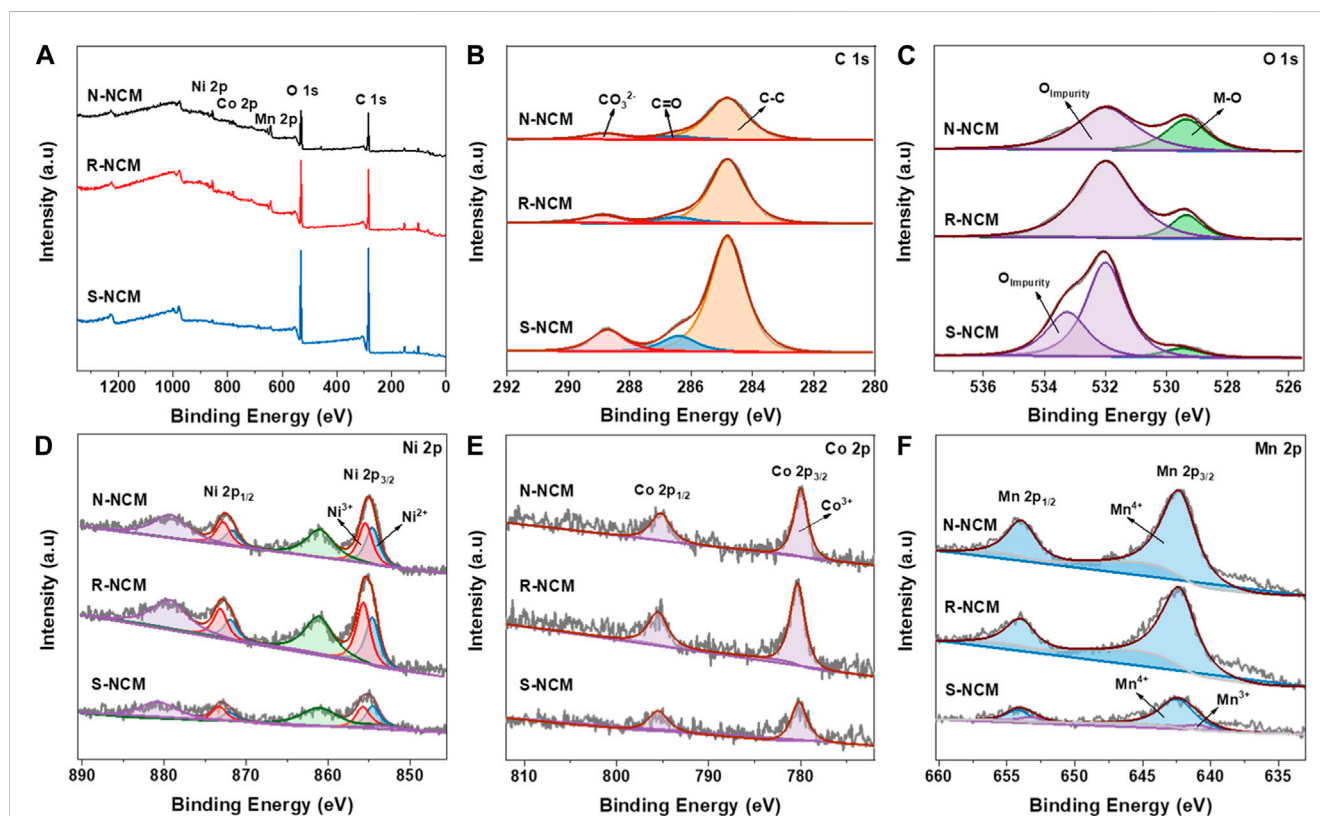 A
N-NCM
Ni 2p
Co 2p
Mn 2p
O 1s
C 1s
R-NCM
S-NCM
Intensity (a.u)
1200 1000 800 600 400 200 0
Binding Energy (eV)
B
C 1s
N-NCM
CO₃²⁻
C=O
C-C
R-NCM
S-NCM
Intensity (a.u)
292 290 288 286 284 282 280
Binding Energy (eV)
C
O 1s
O_Impurity
M-O
N-NCM
R-NCM
O_Impurity
S-NCM
Intensity (a.u)
536 534 532 530 528 526
Binding Energy (eV)
D
Ni 2p
N-NCM
Ni 2p₁/₂
Ni 2p₃/₂
Ni³⁺
Ni²⁺
R-NCM
S-NCM
Intensity (a.u)
890 880 870 860 850
Binding Energy (eV)
E
Co 2p
N-NCM
Co 2p₁/₂
Co 2p₃/₂
Co³⁺
R-NCM
S-NCM
Intensity (a.u)
810 800 790 780
Binding Energy (eV)
F
Mn 2p
N-NCM
Mn 2p₁/₂
Mn 2p₃/₂
Mn⁴⁺
R-NCM
S-NCM
Mn⁴⁺
Mn³⁺
Intensity (a.u)
660 655 650 645 640 635
Binding Energy (eV)